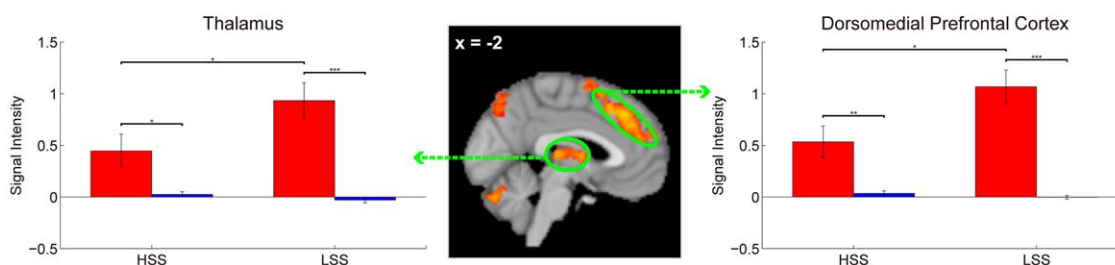 Thalamus
1.5
1
0.5
0
−0.5
Signal Intensity
*
*
***
HSS
LSS
x = -2
Dorsomedial Prefrontal Cortex
1.5
1
0.5
0
−0.5
Signal Intensity
*
**
***
HSS
LSS